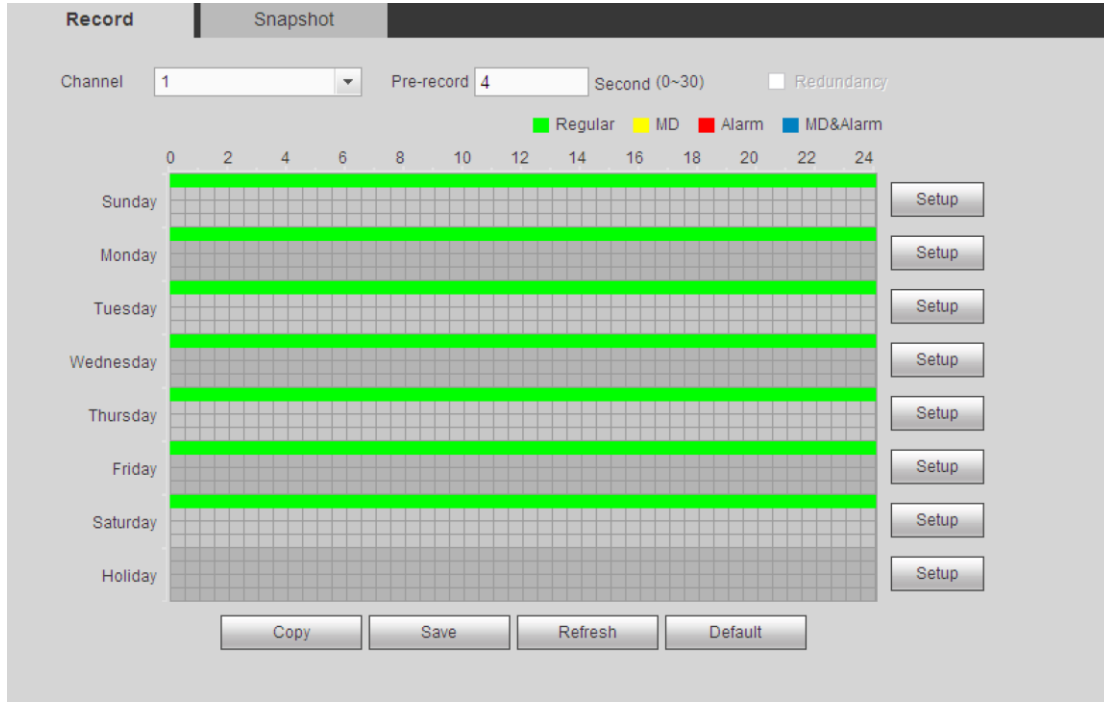 Record Snapshot
Channel 1 Pre-record 4 Second (0~30) Redundancy
Regular MD Alarm MD&Alarm
0 2 4 6 8 10 12 14 16 18 20 22 24
Sunday Setup
Monday Setup
Tuesday Setup
Wednesday Setup
Thursday Setup
Friday Setup
Saturday Setup
Holiday Setup
Copy Save Refresh Default